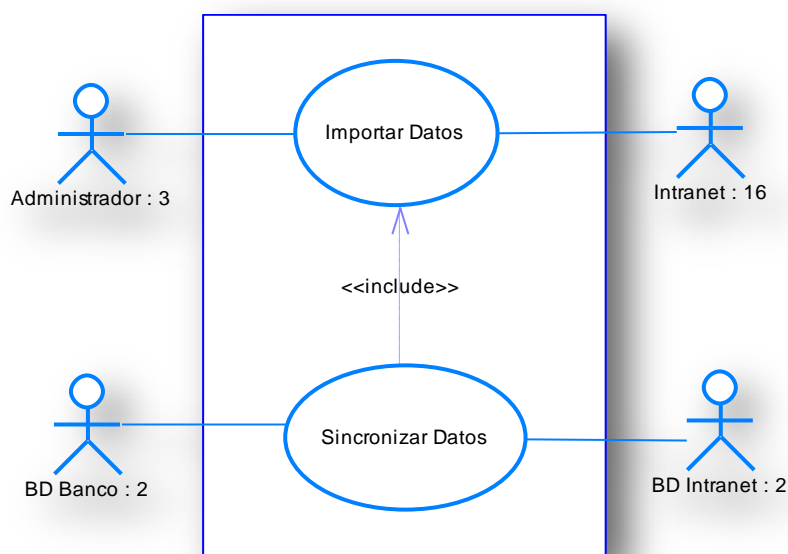 Importar Datos
Administrador : 3
Intranet : 16
<<include>>
Sincronizar Datos
BD Banco : 2
BD Intranet : 2